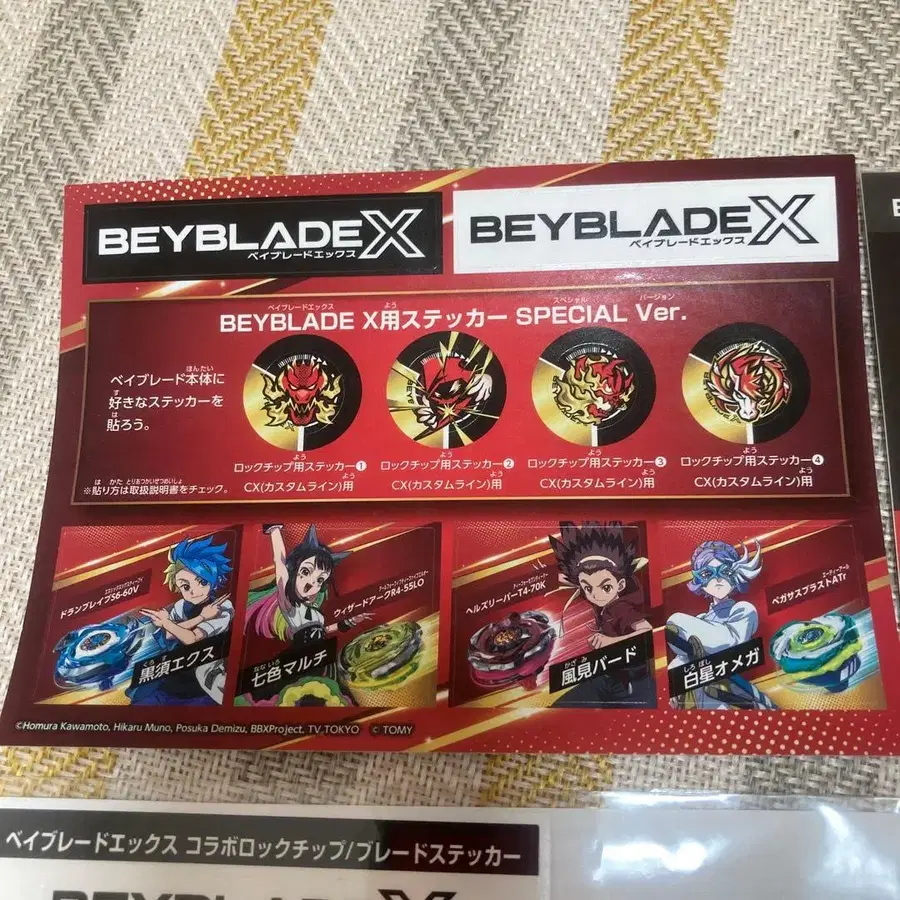 BEYBLADE X
ベイブレードエックス
BEYBLADE X
ベイブレードエックス
BEYBLADE X用ステッカー SPECIAL Ver.
ベイブレード本体に
好きなステッカーを
貼ろう。
※貼り方は取扱説明書をチェック。
ロックチップ用ステッカー❶
CX(カスタムライン)用
ロックチップ用ステッカー❷
CX(カスタムライン)用
ロックチップ用ステッカー❸
CX(カスタムライン)用
ロックチップ用ステッカー❹
CX(カスタムライン)用
ドランブレイブS6-60V
黒須エクス
ウィザードアークR4-55LO
七色マルチ
ヘルズリーパーT4-70K
風見バード
ペガサスブラストATr
白星オメガ
©Homura Kawamoto, Hikaru Muno, Posuka Demizu, BBXProject, TV TOKYO © TOMY
ベイブレードエックス コラボロックチップ/ブレードステッカー
BEYBLADE X